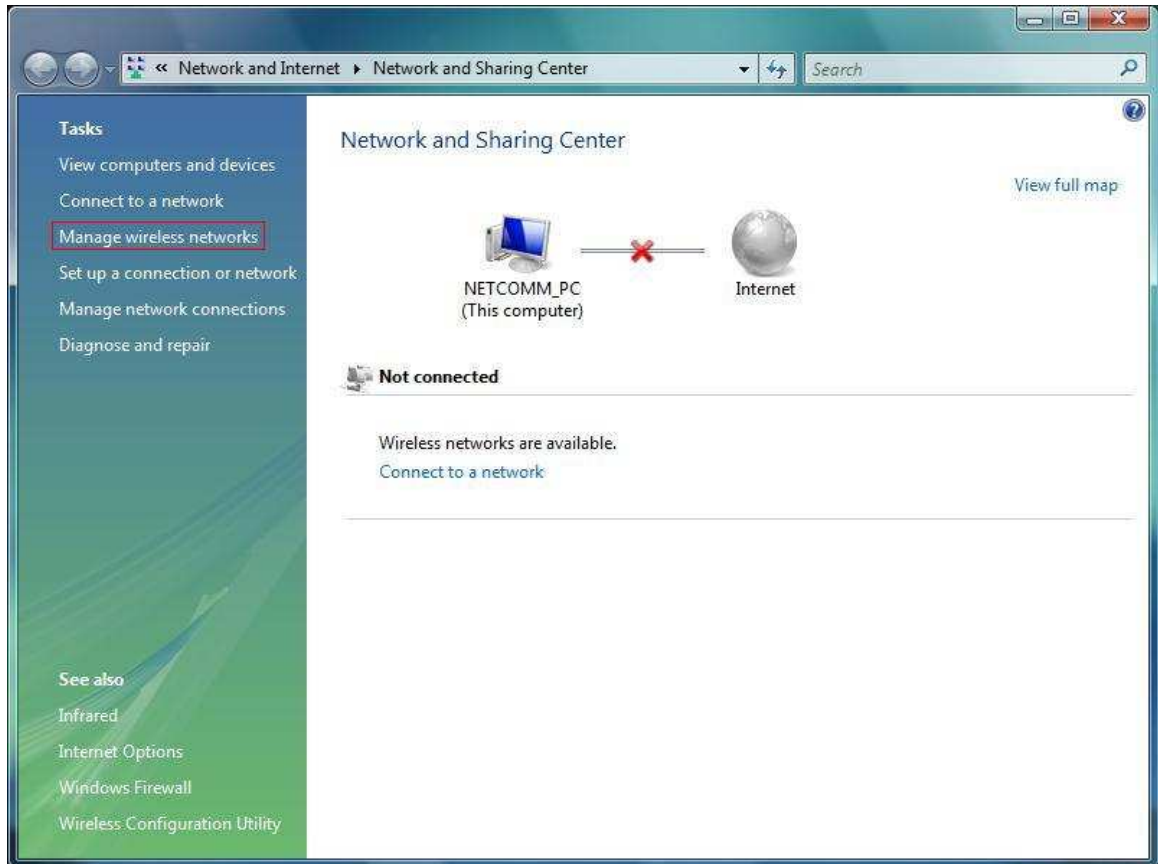 « Network and Internet ▸ Network and Sharing Center
Search
Tasks
View computers and devices
Connect to a network
Manage wireless networks
Set up a connection or network
Manage network connections
Diagnose and repair
See also
Infrared
Internet Options
Windows Firewall
Wireless Configuration Utility
Network and Sharing Center
View full map
NETCOMM_PC
(This computer)
Internet
Not connected
Wireless networks are available.
Connect to a network